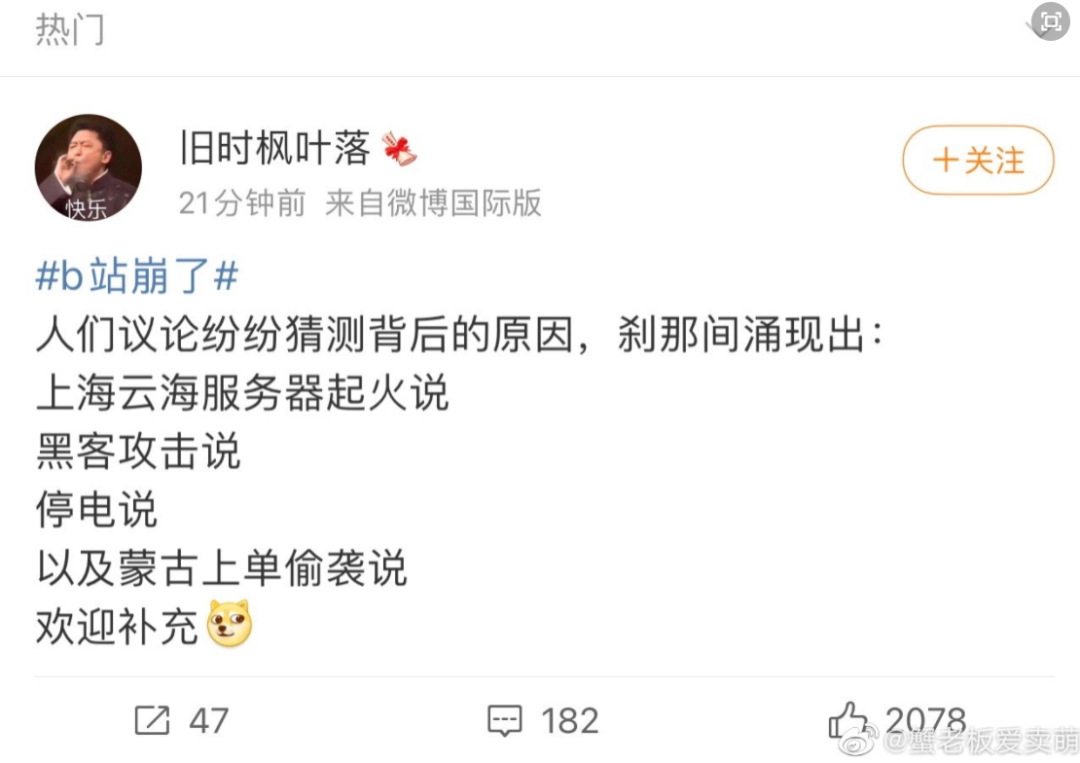 热门
旧时枫叶落
快乐
21分钟前 来自微博国际版
+关注
#b站崩了#
人们议论纷纷猜测背后的原因，刹那间涌现出：
上海云海服务器起火说
黑客攻击说
停电说
以及蒙古上单偷袭说
欢迎补充
47
182
2078
@蟹老板爱卖萌